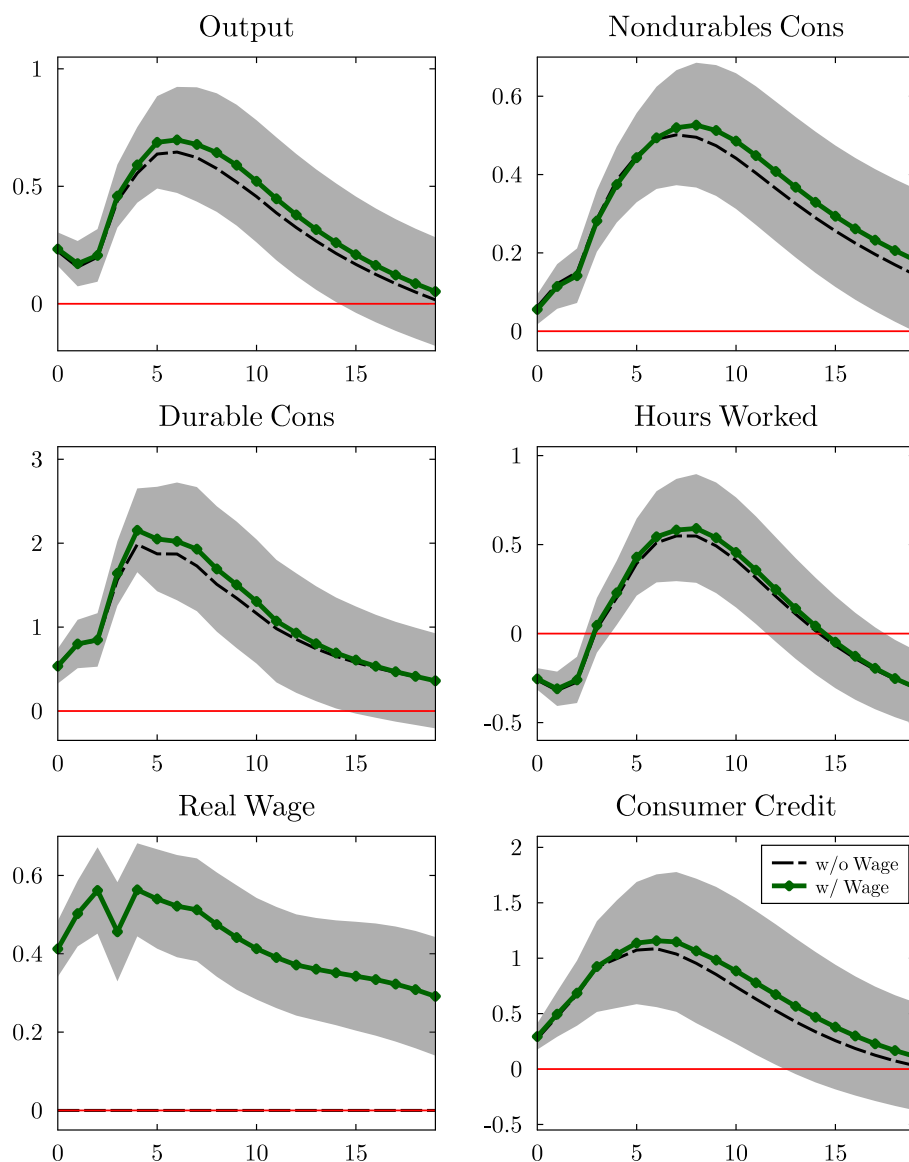 Output
1
0.5
0
0 5 10 15
Nondurables Cons
0.6
0.4
0.2
0
0 5 10 15
Durable Cons
3
2
1
0
0 5 10 15
Hours Worked
1
0.5
0
-0.5
0 5 10 15
Real Wage
0.6
0.4
0.2
0
0 5 10 15
Consumer Credit
2
1.5
1
0.5
0
-0.5
0 5 10 15
w/o Wage
w/ Wage